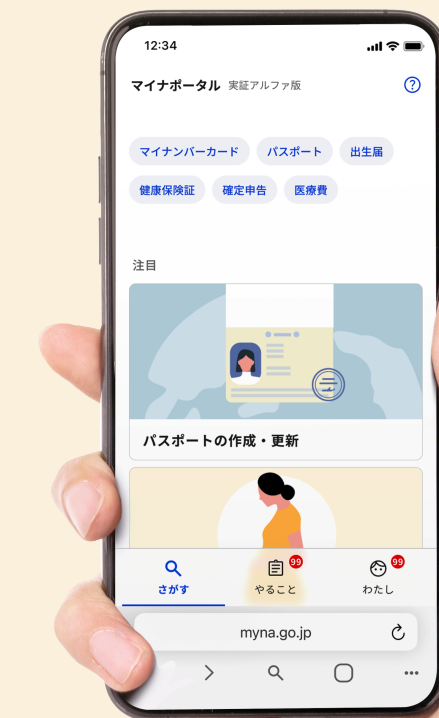 12:34
マイナポータル 実証アルファ版
マイナンバーカード パスポート 出生届
健康保険証 確定申告 医療費
注目
パスポートの作成・更新
99 99
さがす やること わたし
myna.go.jp